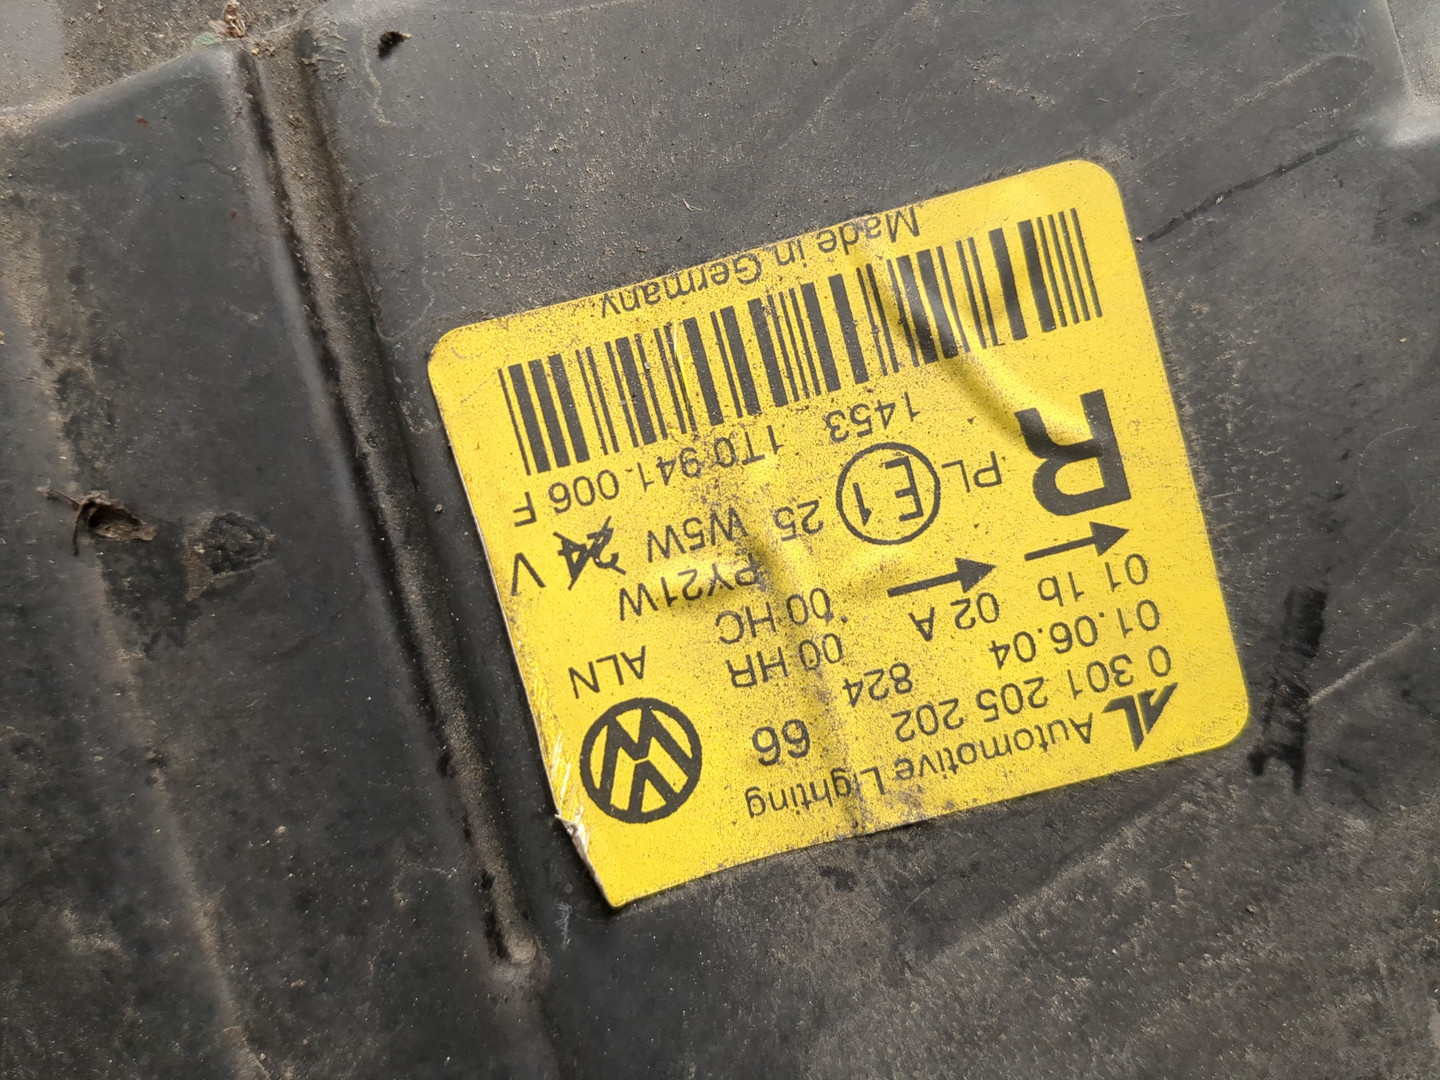 AL Automotive Lighting
0 301 205 202 66
01.06.04 824 00 HR ALN
01 1b 02 A 00 HC
PY21W
R PL E1 25 W5W 24 V
1453 1T0.941.006 F
Made in Germany